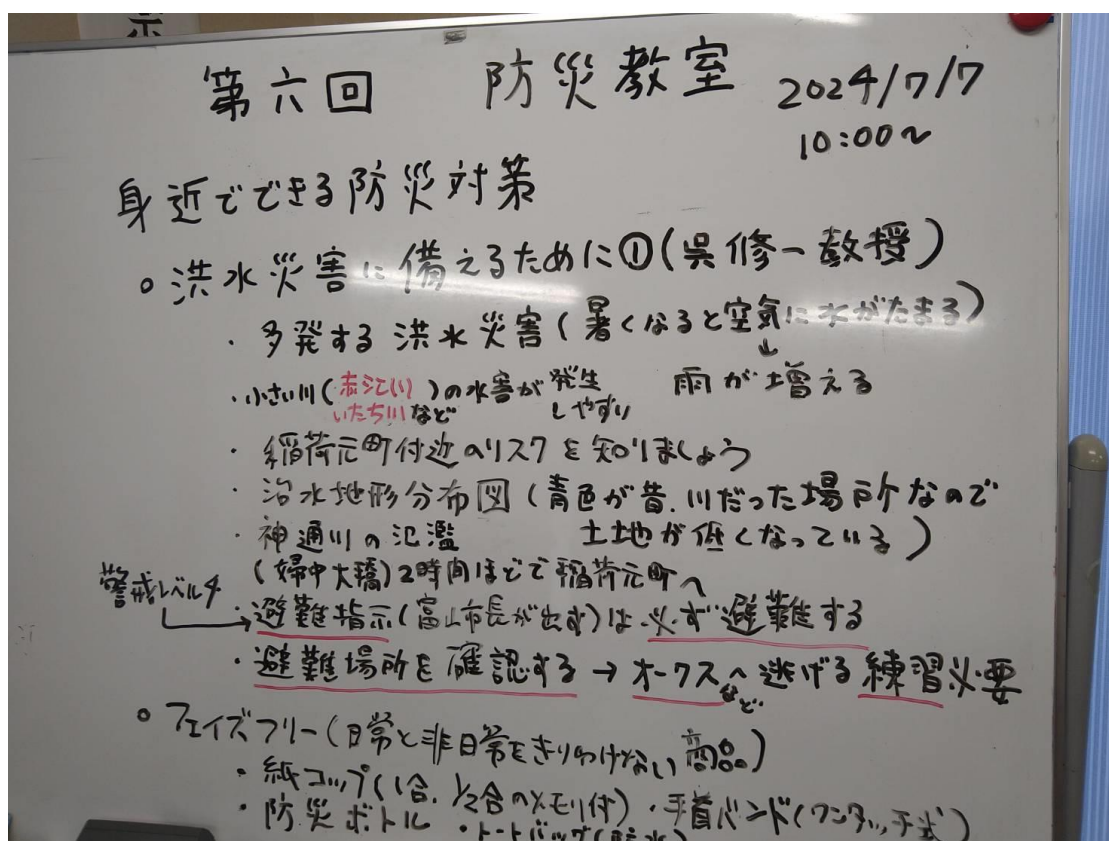 第六回 防災教室 2024/7/7
10:00~
身近でできる防災対策
○洪水災害に備えるために①(呉修一教授)
・多発する洪水災害(暑くなると空気に水がたまる)
↓
・小さい川(赤江川 いたち川など)の水害が発生しやすい 雨が増える
・稲荷元町付近のリスクを知りましょう
・治水地形分布図(青色が昔、川だった場所なので
土地が低くなっている)
・神通川の氾濫
(婦中大橋)2時間ほどで稲荷元町へ
警戒レベル4
・避難指示(富山市長が出す)は必ず避難する
・避難場所を確認する→オークスなどへ逃げる練習必要
○フェイズフリー(日常と非日常をきりわけない商品)
・紙コップ(1合、1/2合のメモリ付)・手首バンド(ワンタッチ式)
・防災ボトル ・トートバッグ(防水)